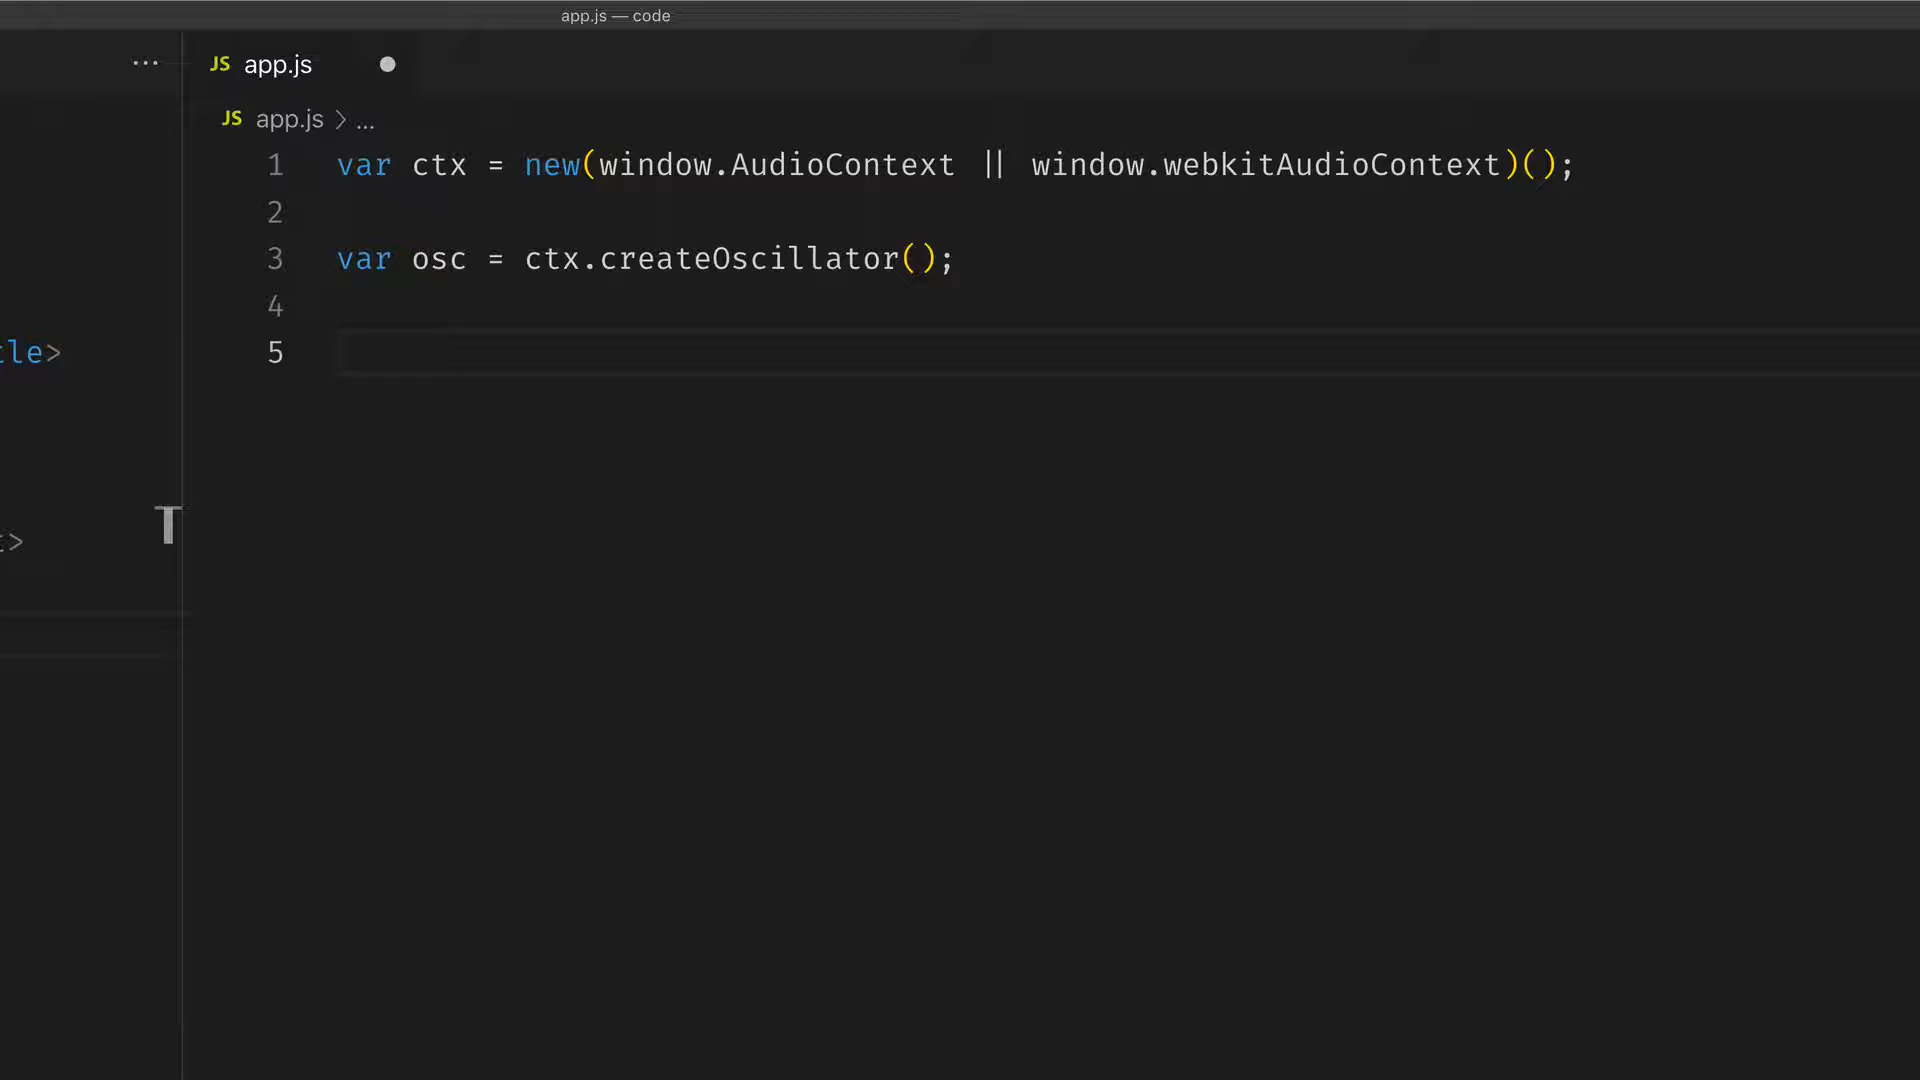 app.js — code
... JS app.js
JS app.js > ...
1 var ctx = new(window.AudioContext || window.webkitAudioContext)();
2
3 var osc = ctx.createOscillator();
4
tle> 5
T
t>